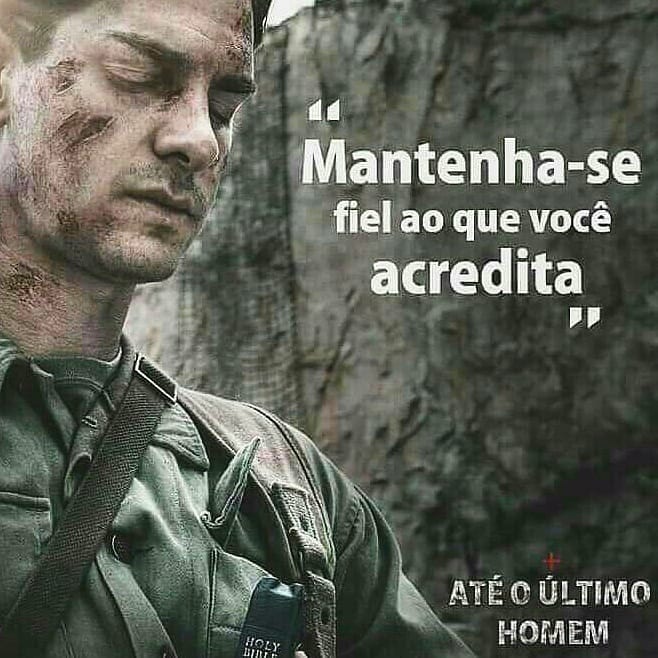 “
Mantenha-se
fiel ao que você
acredita
”
ATÉ O ÚLTIMO
HOMEM
HOLY
BIBLE